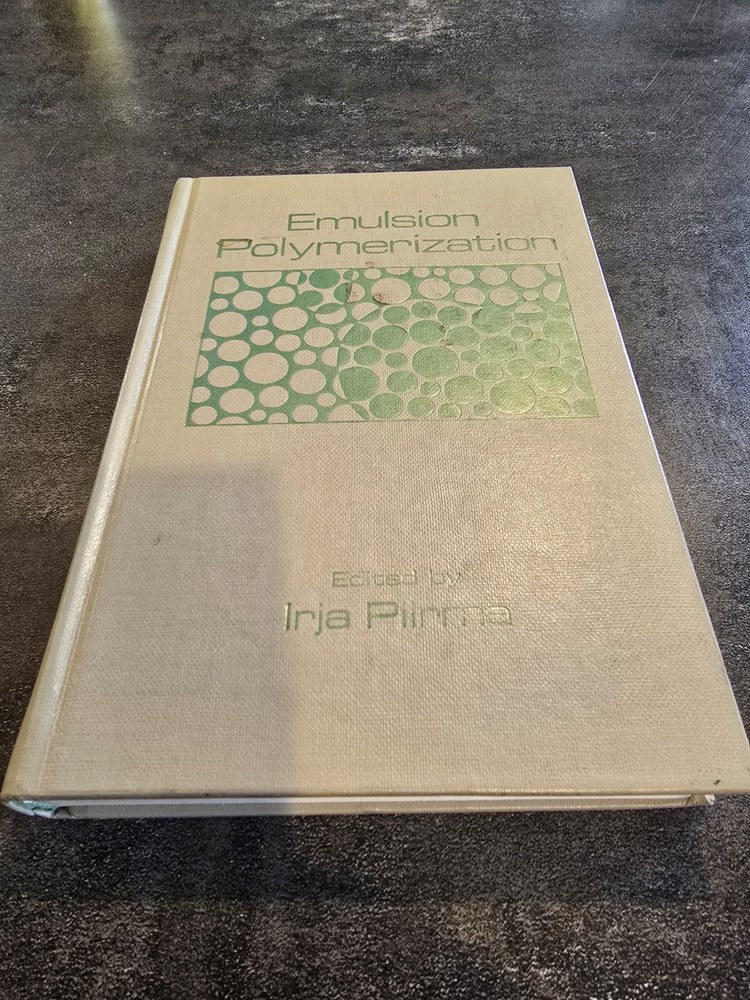 Emulsion
Polymerization
Edited by
Irja Piirma